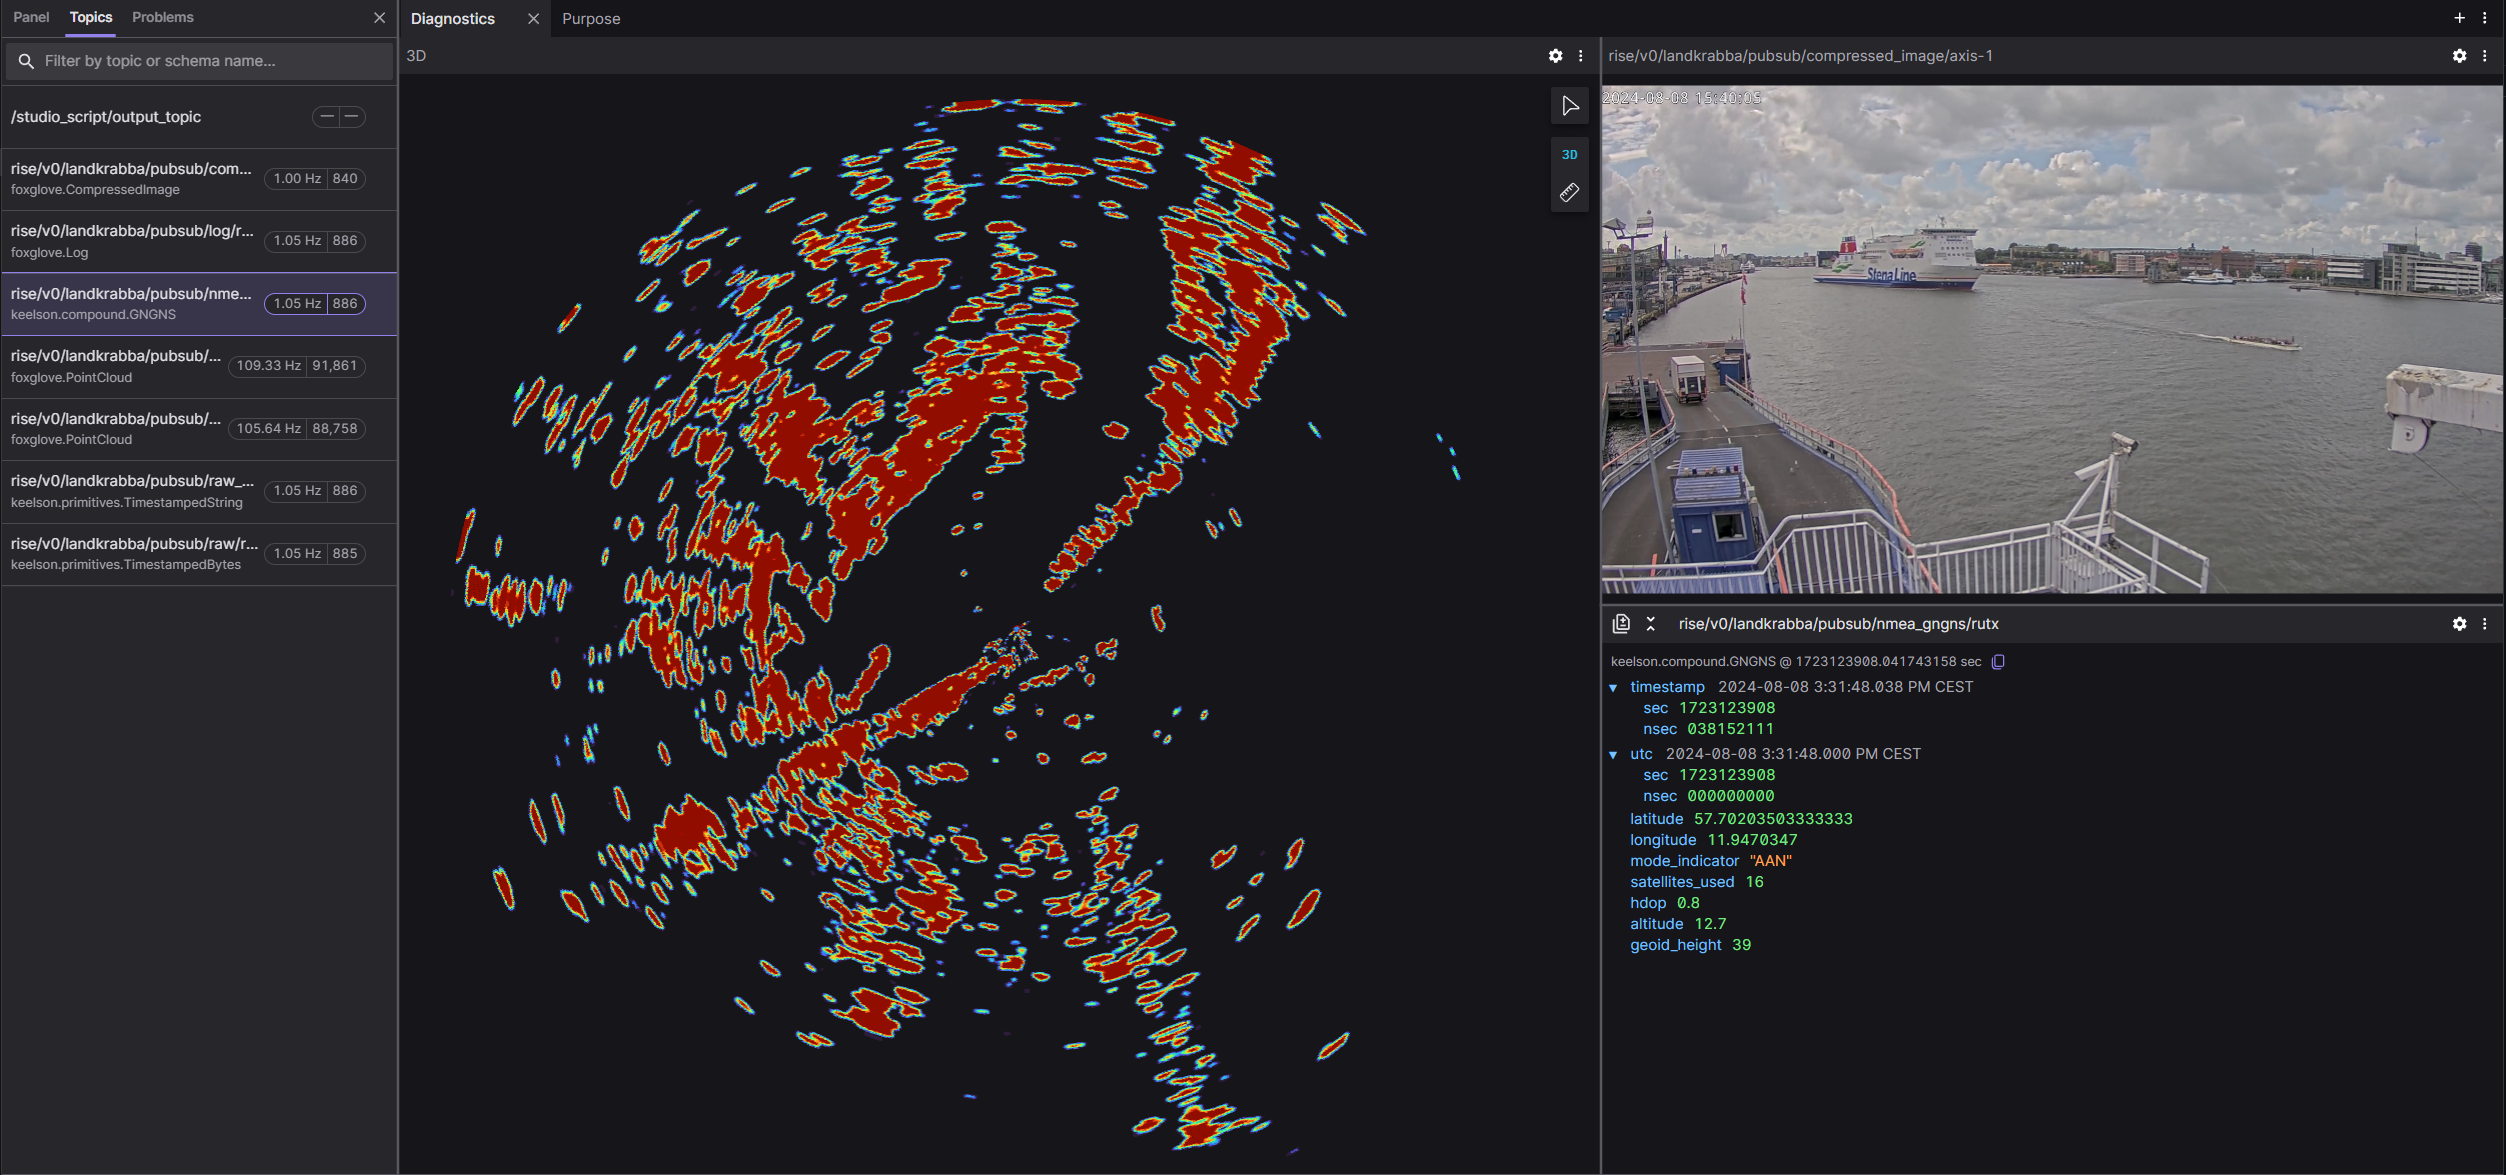 Panel Topics Problems
Filter by topic or schema name...
/studio_script/output_topic — —
rise/v0/landkrabba/pubsub/com... 1.00 Hz 840
foxglove.CompressedImage
rise/v0/landkrabba/pubsub/log/r... 1.05 Hz 886
foxglove.Log
rise/v0/landkrabba/pubsub/nme... 1.05 Hz 886
keelson.compound.GNGNS
rise/v0/landkrabba/pubsub/... 109.33 Hz 91,861
foxglove.PointCloud
rise/v0/landkrabba/pubsub/... 105.64 Hz 88,758
foxglove.PointCloud
rise/v0/landkrabba/pubsub/raw_... 1.05 Hz 886
keelson.primitives.TimestampedString
rise/v0/landkrabba/pubsub/raw/r... 1.05 Hz 885
keelson.primitives.TimestampedBytes
Diagnostics Purpose
3D
3D
rise/v0/landkrabba/pubsub/compressed_image/axis-1
2024-08-08 15:40:05
Stena Line
rise/v0/landkrabba/pubsub/nmea_gngns/rutx
keelson.compound.GNGNS @ 1723123908.041743158 sec
timestamp 2024-08-08 3:31:48.038 PM CEST
sec 1723123908
nsec 038152111
utc 2024-08-08 3:31:48.000 PM CEST
sec 1723123908
nsec 000000000
latitude 57.70203503333333
longitude 11.9470347
mode_indicator "AAN"
satellites_used 16
hdop 0.8
altitude 12.7
geoid_height 39